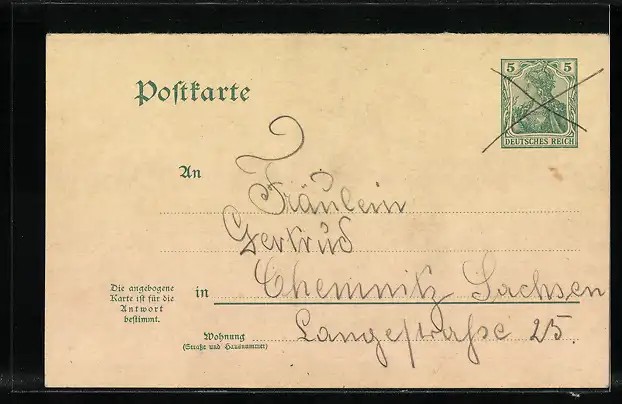 Postkarte
5 5
DEUTSCHES REICH
An
Fräulein
Gertrud
in Chemnitz Sachsen
Die angebogene
Karte ist für die
Antwort
bestimmt.
Wohnung Langestraße 25.
(Straße und Hausnummer)